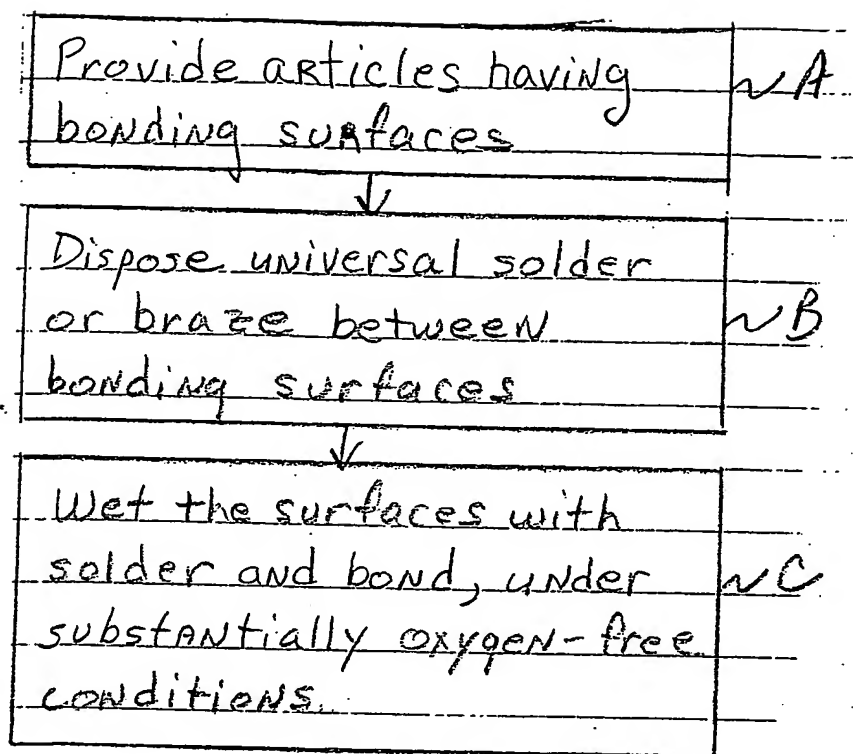 Provide articles having ~A
bonding surfaces
Dispose universal solder
or braze between ~B
bonding surfaces
Wet the surfaces with
solder and bond, under ~C
substantially oxygen-free
conditions.